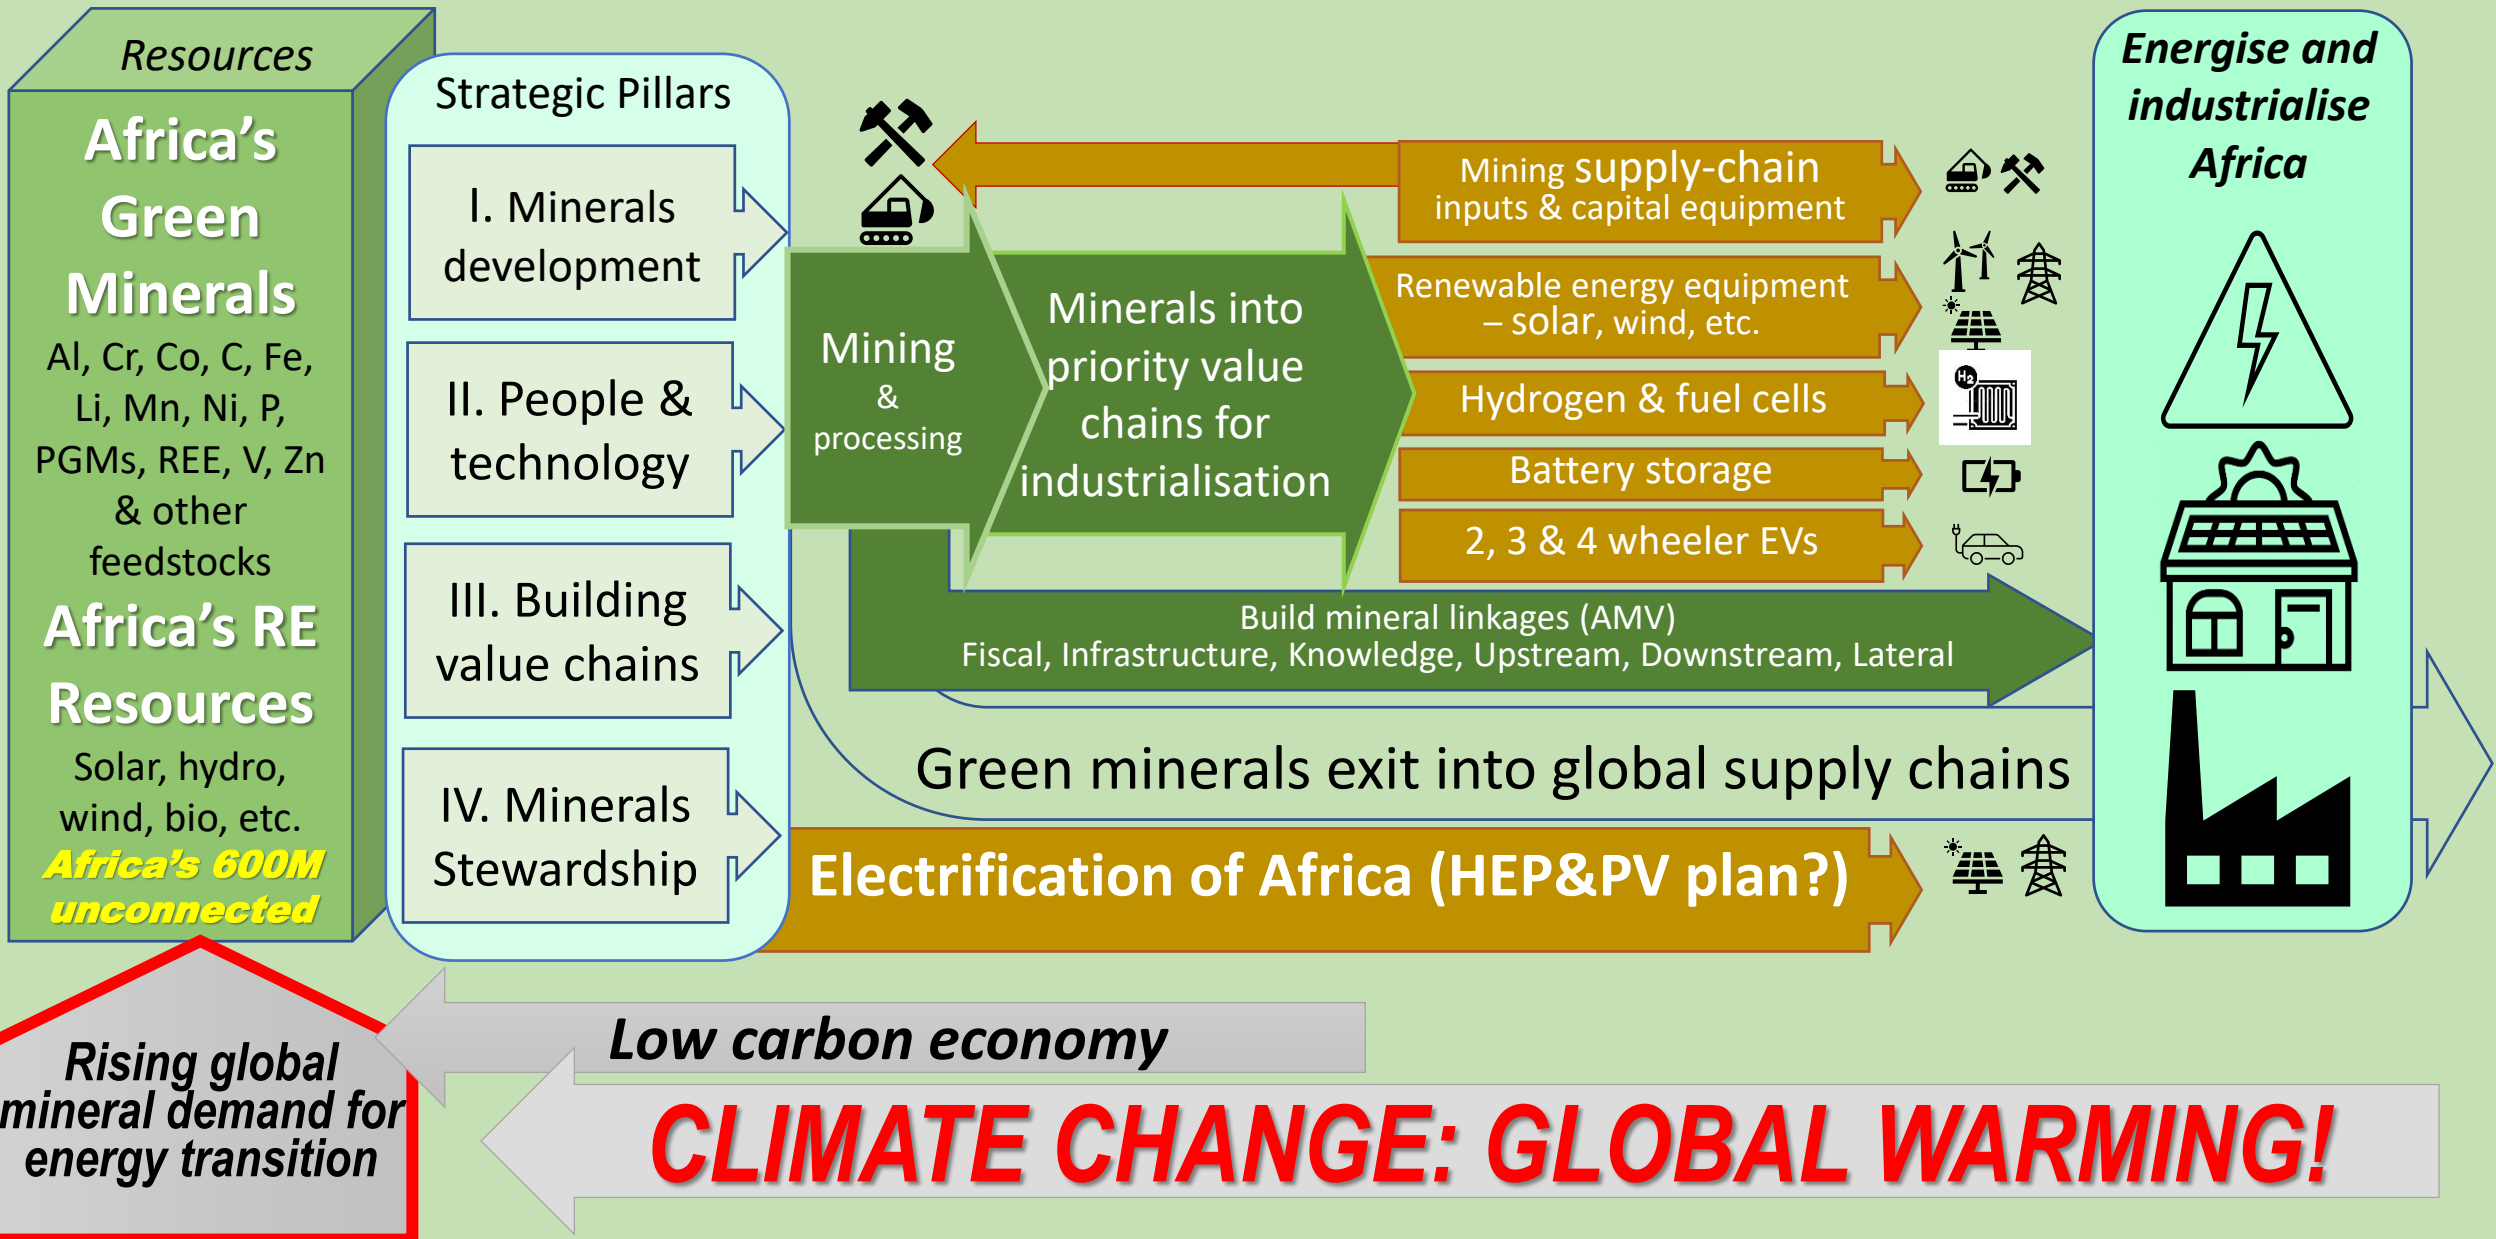 Resources
Africa’s
Green
Minerals
Al, Cr, Co, C, Fe,
Li, Mn, Ni, P,
PGMs, REE, V, Zn
& other
feedstocks
Africa’s RE
Resources
Solar, hydro,
wind, bio, etc.
Africa’s 600M
unconnected
Strategic Pillars
I. Minerals
development
II. People &
technology
III. Building
value chains
IV. Minerals
Stewardship
Mining
&
processing
Minerals into
priority value
chains for
industrialisation
Mining supply-chain
inputs & capital equipment
Renewable energy equipment
– solar, wind, etc.
Hydrogen & fuel cells
H2
Battery storage
2, 3 & 4 wheeler EVs
Build mineral linkages (AMV)
Fiscal, Infrastructure, Knowledge, Upstream, Downstream, Lateral
Green minerals exit into global supply chains
Electrification of Africa (HEP&PV plan?)
Energise and
industrialise
Africa
Rising global
mineral demand for
energy transition
Low carbon economy
CLIMATE CHANGE: GLOBAL WARMING!